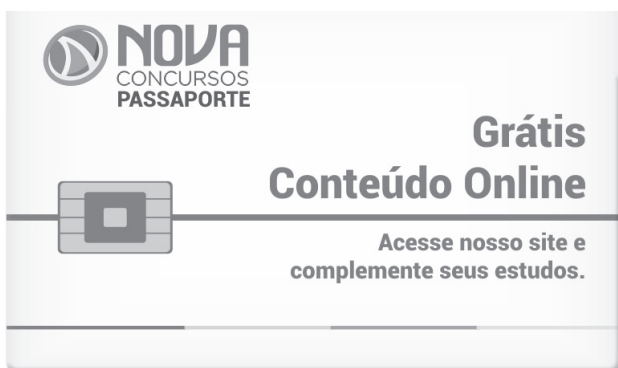 NOVA
CONCURSOS
PASSAPORTE
Grátis
Conteúdo Online
Acesse nosso site e
complemente seus estudos.